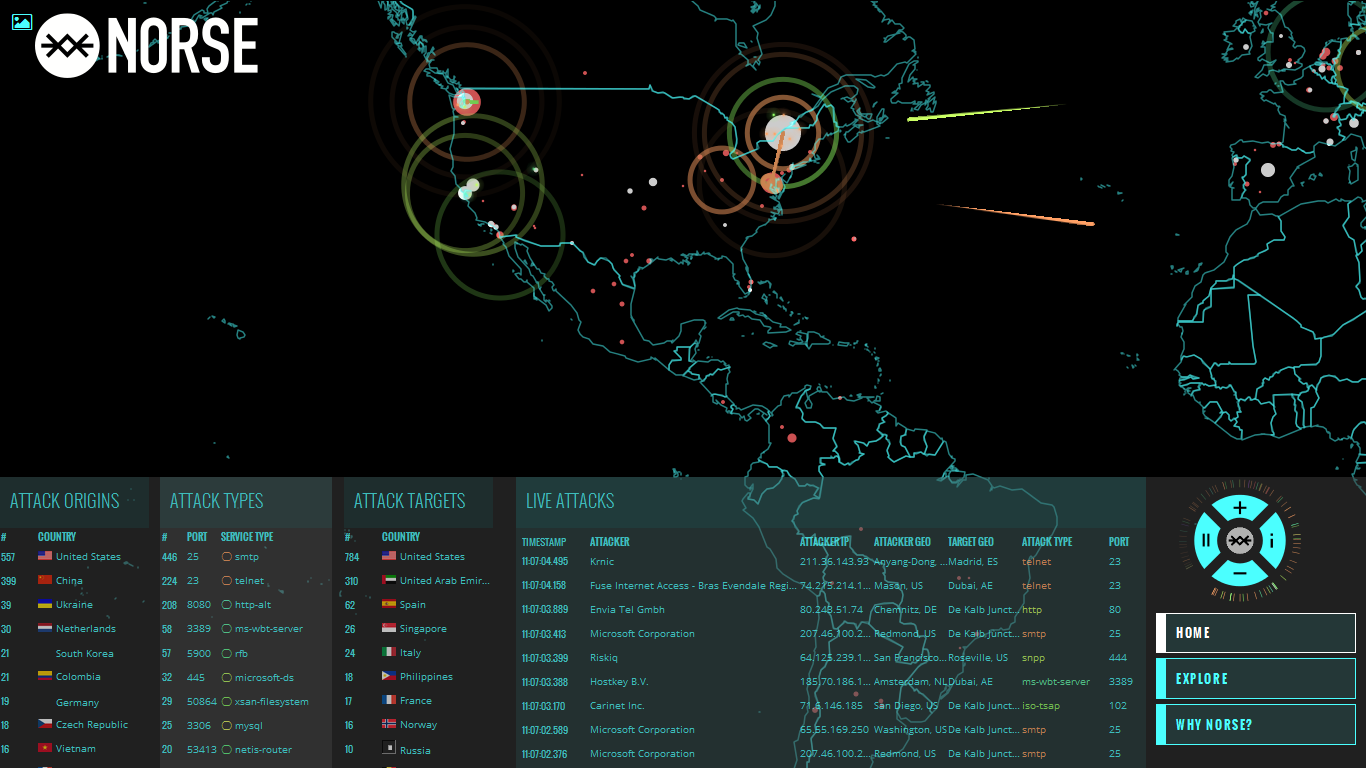 NORSE
ATTACK ORIGINS
# COUNTRY
557 United States
399 China
39 Ukraine
30 Netherlands
21 South Korea
21 Colombia
19 Germany
18 Czech Republic
16 Vietnam
ATTACK TYPES
# PORT SERVICE TYPE
446 25 smtp
224 23 telnet
208 8080 http-alt
58 3389 ms-wbt-server
57 5900 rfb
32 445 microsoft-ds
29 50864 xsan-filesystem
25 3306 mysql
20 53413 netis-router
ATTACK TARGETS
# COUNTRY
784 United States
310 United Arab Emir...
62 Spain
26 Singapore
24 Italy
18 Philippines
17 France
16 Norway
10 Russia
LIVE ATTACKS
TIMESTAMP ATTACKER ATTACKER IP ATTACKER GEO TARGET GEO ATTACK TYPE PORT
11:07:04.495 Krnic 211.36.143.93 Anyang-Dong, ... Madrid, ES telnet 23
11:07:04.158 Fuse Internet Access - Bras Evendale Regi... 74.215.214.1... Mason, US Dubai, AE telnet 23
11:07:03.889 Envia Tel Gmbh 80.248.51.74 Chemnitz, DE De Kalb Junct... http 80
11:07:03.413 Microsoft Corporation 207.46.100.2... Redmond, US De Kalb Junct... smtp 25
11:07:03.399 Riskiq 64.125.239.1... San Francisco... Roseville, US snpp 444
11:07:03.388 Hostkey B.V. 185.70.186.1... Amsterdam, NL Dubai, AE ms-wbt-server 3389
11:07:03.170 Carinet Inc. 71.6.146.185 San Diego, US De Kalb Junct... iso-tsap 102
11:07:02.589 Microsoft Corporation 65.55.169.250 Washington, US De Kalb Junct... smtp 25
11:07:02.376 Microsoft Corporation 207.46.100.2... Redmond, US De Kalb Junct... smtp 25
HOME
EXPLORE
WHY NORSE?